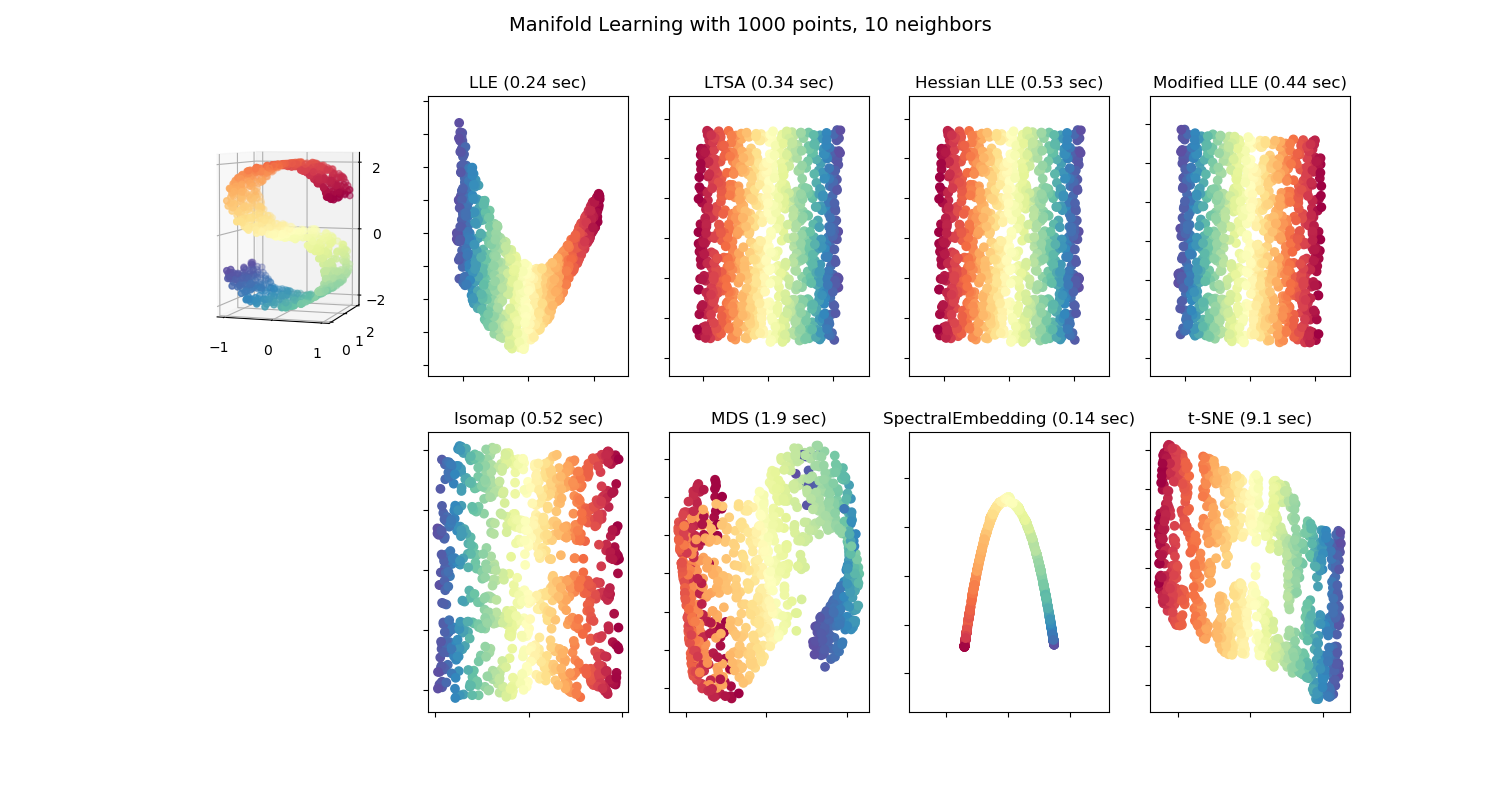 Manifold Learning with 1000 points, 10 neighbors
LLE (0.24 sec)
LTSA (0.34 sec)
Hessian LLE (0.53 sec)
Modified LLE (0.44 sec)
2
0
−2
−1
0
1
0
1
2
Isomap (0.52 sec)
MDS (1.9 sec)
SpectralEmbedding (0.14 sec)
t-SNE (9.1 sec)